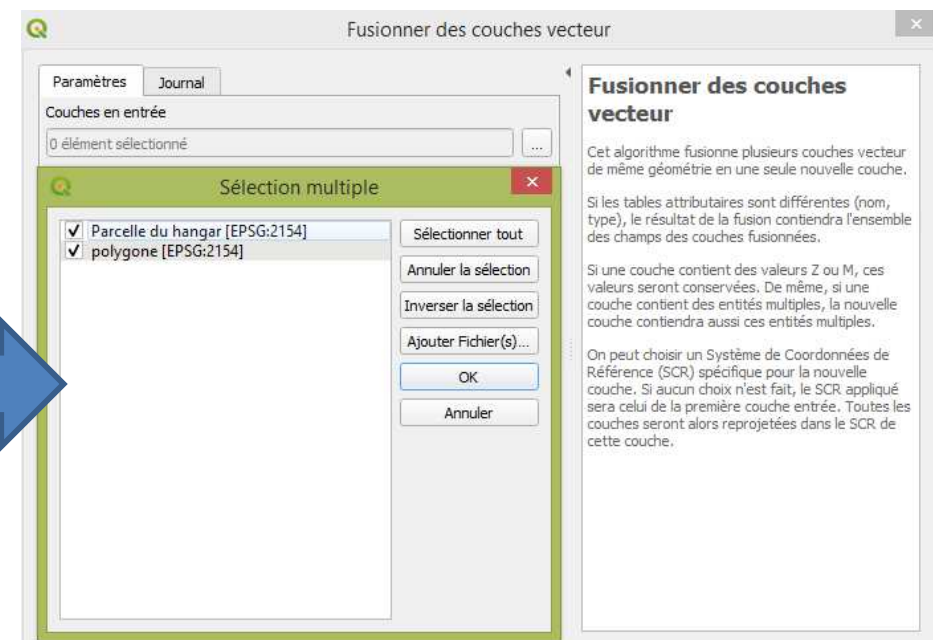 Fusionner des couches vecteur
Paramètres
Journal
Couches en entrée
0 élément sélectionné
...
Sélection multiple
Parcelle du hangar [EPSG:2154]
polygone [EPSG:2154]
Sélectionner tout
Annuler la sélection
Inverser la sélection
Ajouter Fichier(s)...
OK
Annuler
Fusionner des couches
vecteur
Cet algorithme fusionne plusieurs couches vecteur
de même géométrie en une seule nouvelle couche.
Si les tables attributaires sont différentes (nom,
type), le résultat de la fusion contiendra l'ensemble
des champs des couches fusionnées.
Si une couche contient des valeurs Z ou M, ces
valeurs seront conservées. De même, si une
couche contient des entités multiples, la nouvelle
couche contiendra aussi ces entités multiples.
On peut choisir un Système de Coordonnées de
Référence (SCR) spécifique pour la nouvelle
couche. Si aucun choix n'est fait, le SCR appliqué
sera celui de la première couche entrée. Toutes les
couches seront alors reprojetées dans le SCR de
cette couche.